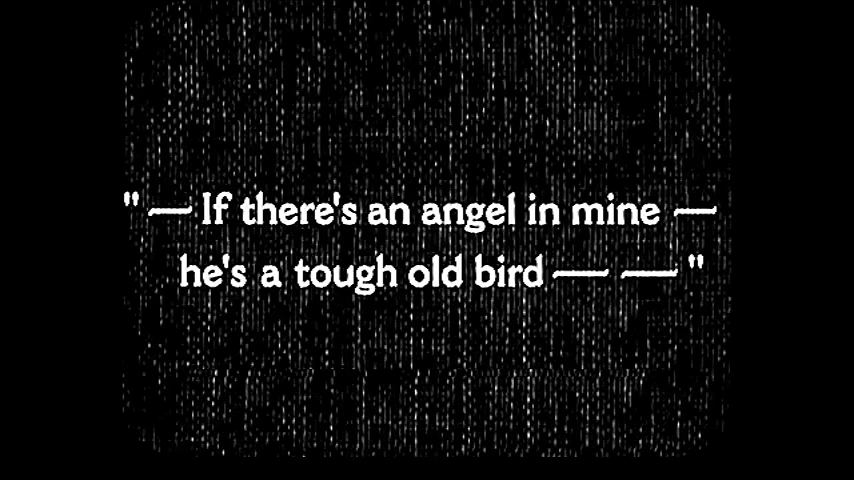 "— If there's an angel in mine —
he's a tough old bird — — "